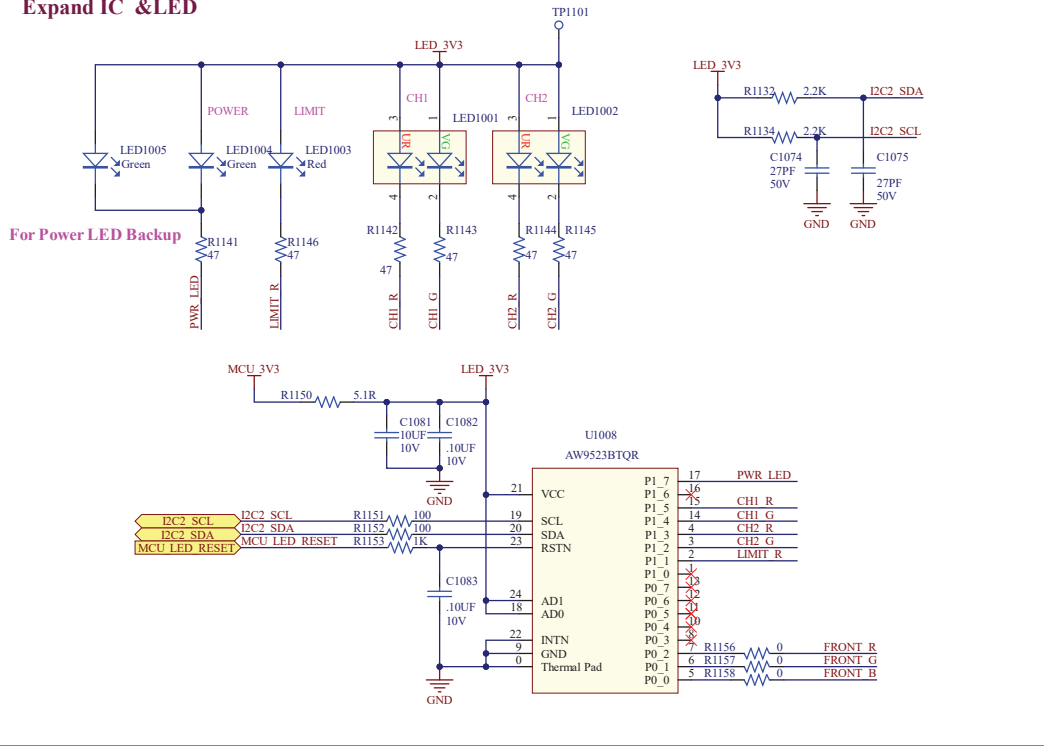 Expand IC &LED
TP1101
LED_3V3
POWER
LIMIT
CH1
CH2
3
1
3
1
LED1001
LED1002
UR
VG
UR
VG
LED1005
Green
LED1004
Green
LED1003
Red
4
2
4
2
For Power LED Backup
R1141
47
R1146
47
R1142
47
R1143
47
R1144
47
R1145
47
PWR_LED
LIMIT_R
CH1_R
CH1_G
CH2_R
CH2_G
LED_3V3
R1132
2.2K
I2C2_SDA
R1134
2.2K
I2C2_SCL
C1074
27PF
50V
C1075
27PF
50V
GND
GND
MCU_3V3
LED_3V3
R1150
5.1R
C1081
10UF
10V
C1082
.10UF
10V
GND
U1008
AW9523BTQR
I2C2_SCL
I2C2_SCL
R1151
100
I2C2_SDA
I2C2_SDA
R1152
100
MCU_LED_RESET
MCU_LED_RESET
R1153
1K
C1083
.10UF
10V
GND
21
VCC
19
SCL
20
SDA
23
RSTN
24
AD1
18
AD0
22
INTN
9
GND
0
Thermal Pad
P1_7
17
PWR_LED
P1_6
16
P1_5
15
CH1_R
P1_4
14
CH1_G
P1_3
4
CH2_R
P1_2
3
CH2_G
P1_1
2
LIMIT_R
P1_0
1
P0_7
13
P0_6
12
P0_5
11
P0_4
10
P0_3
8
P0_2
7
R1156
0
FRONT_R
P0_1
6
R1157
0
FRONT_G
P0_0
5
R1158
0
FRONT_B